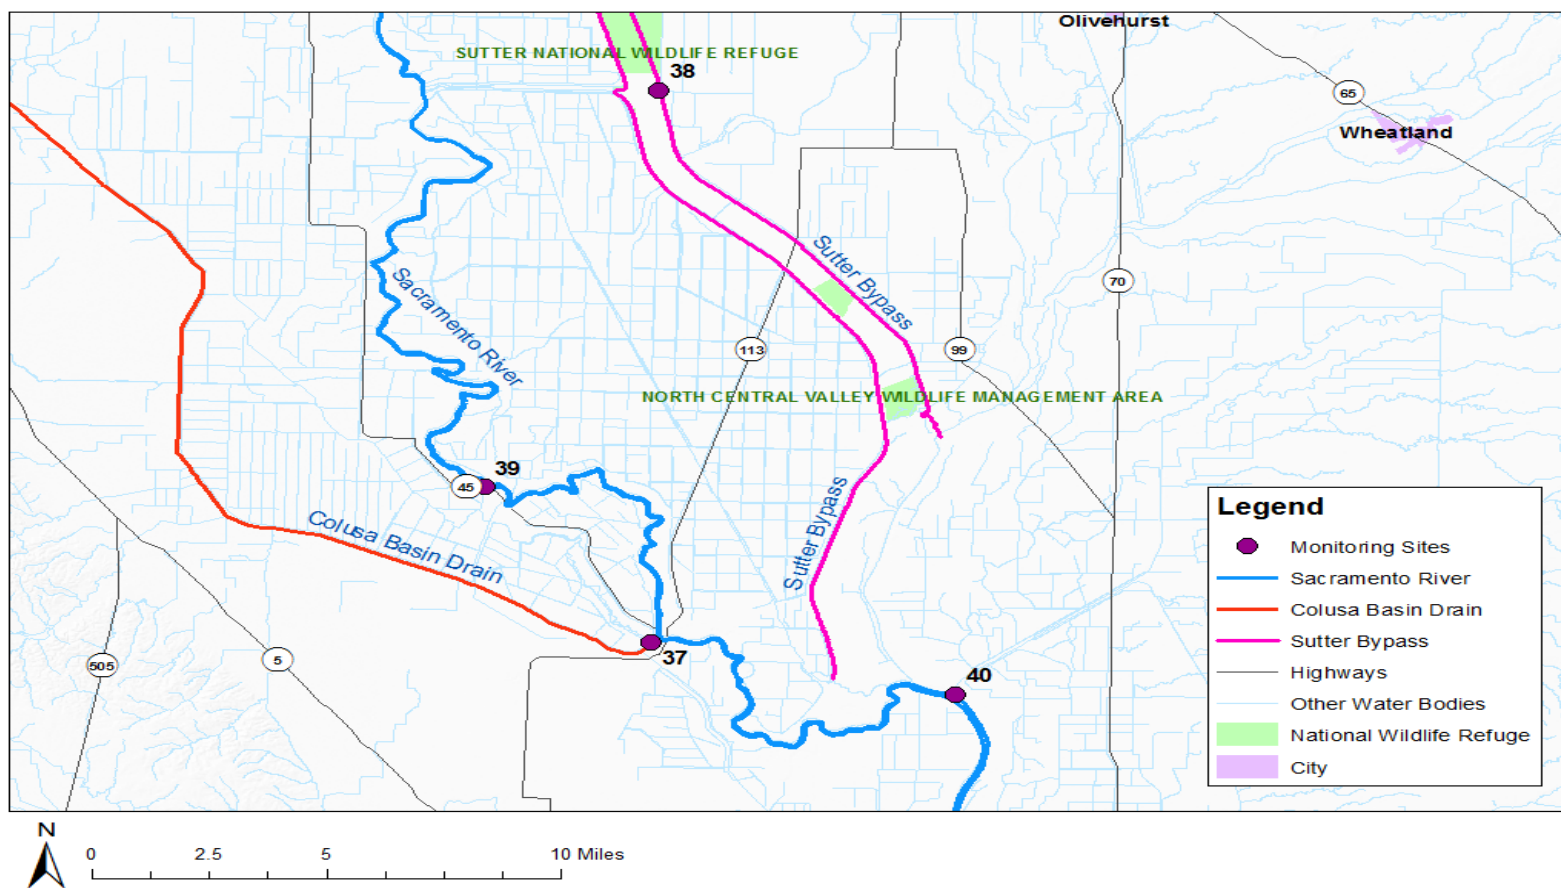 Olivehurst
SUTTER NATIONAL WILDLIFE REFUGE
38
65
Wheatland
Sutter Bypass
Sacramento River
70
113
99
NORTH CENTRAL VALLEY WILDLIFE MANAGEMENT AREA
39
45
Sutter Bypass
Colusa Basin Drain
37
505
5
40
Legend
Monitoring Sites
Sacramento River
Colusa Basin Drain
Sutter Bypass
Highways
Other Water Bodies
National Wildlife Refuge
City
N
0 2.5 5 10 Miles